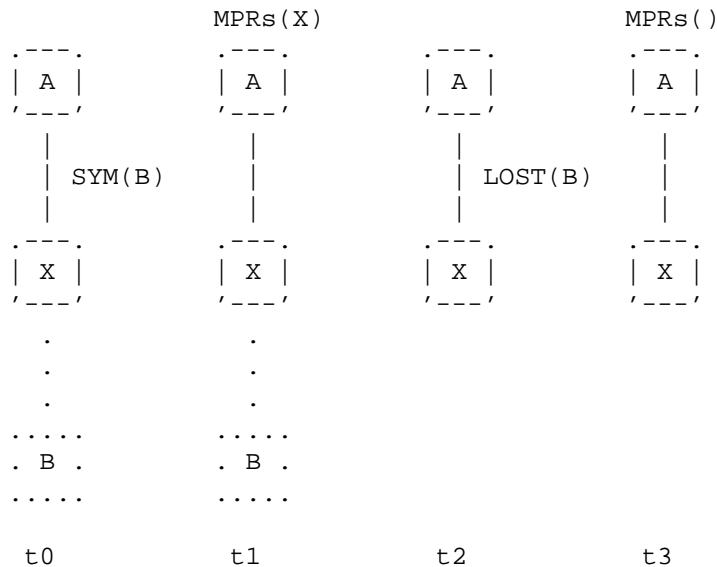 MPRs(X) MPRs()
A A A A
SYM(B) LOST(B)
X X X X
B B
t0 t1 t2 t3